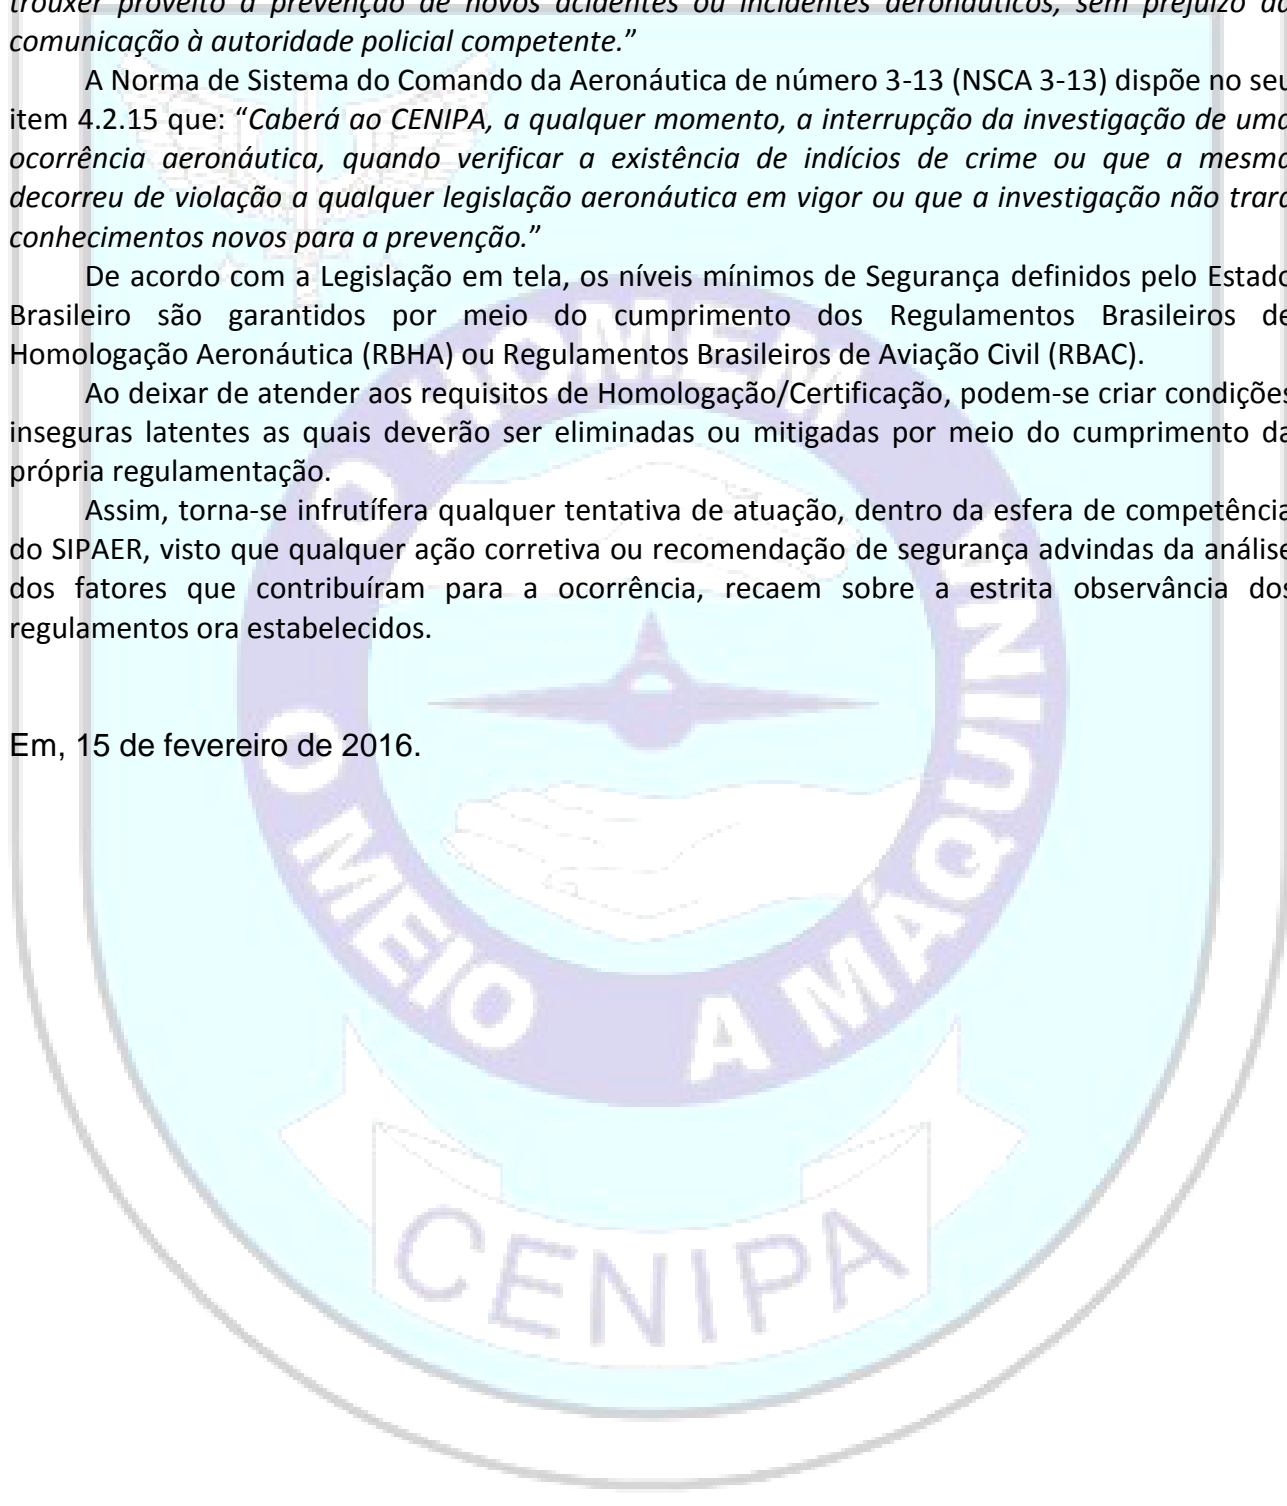 trouxer proveito à prevenção de novos acidentes ou incidentes aeronáuticos, sem prejuízo da
comunicação à autoridade policial competente.”
A Norma de Sistema do Comando da Aeronáutica de número 3-13 (NSCA 3-13) dispõe no seu
item 4.2.15 que: “Caberá ao CENIPA, a qualquer momento, a interrupção da investigação de uma
ocorrência aeronáutica, quando verificar a existência de indícios de crime ou que a mesma
decorreu de violação a qualquer legislação aeronáutica em vigor ou que a investigação não trará
conhecimentos novos para a prevenção.”
De acordo com a Legislação em tela, os níveis mínimos de Segurança definidos pelo Estado
Brasileiro são garantidos por meio do cumprimento dos Regulamentos Brasileiros de
Homologação Aeronáutica (RBHA) ou Regulamentos Brasileiros de Aviação Civil (RBAC).
Ao deixar de atender aos requisitos de Homologação/Certificação, podem-se criar condições
inseguras latentes as quais deverão ser eliminadas ou mitigadas por meio do cumprimento da
própria regulamentação.
Assim, torna-se infrutífera qualquer tentativa de atuação, dentro da esfera de competência
do SIPAER, visto que qualquer ação corretiva ou recomendação de segurança advindas da análise
dos fatores que contribuíram para a ocorrência, recaem sobre a estrita observância dos
regulamentos ora estabelecidos.
Em, 15 de fevereiro de 2016.
O HOMEM
O MEIO
A MÁQUINA
CENIPA